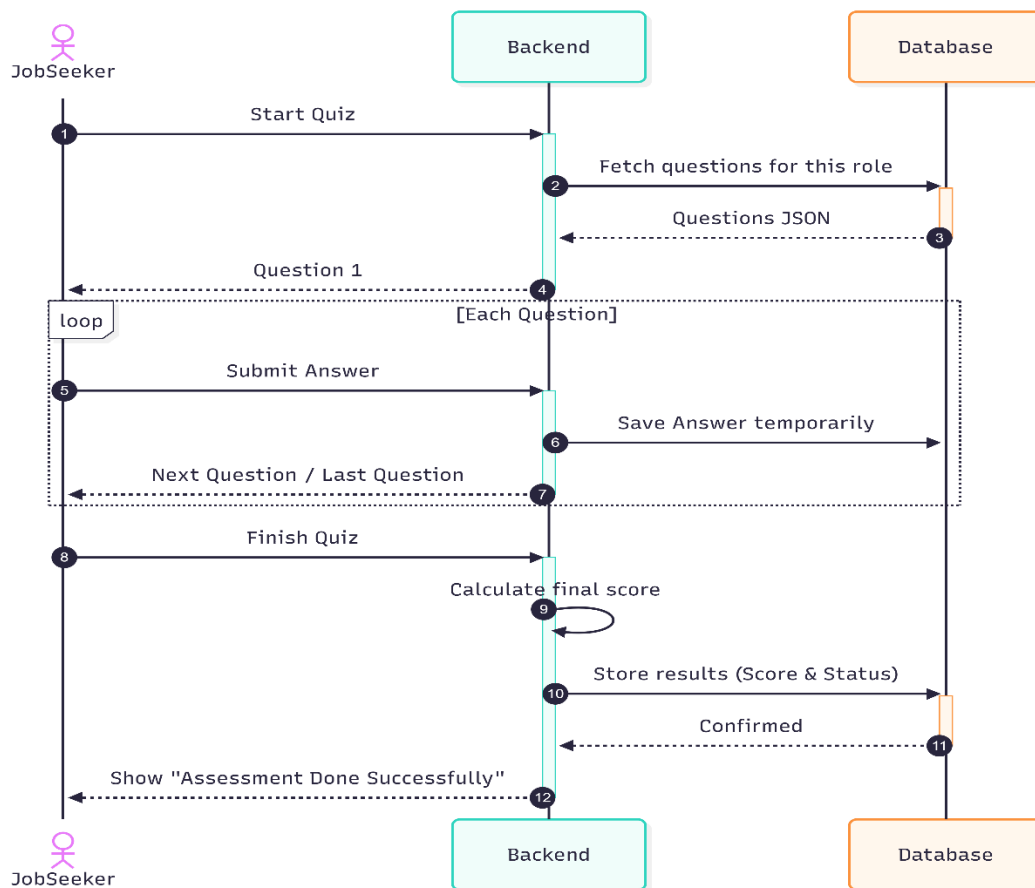 JobSeeker
Backend
Database
Start Quiz
1
Fetch questions for this role
2
Questions JSON
3
Question 1
4
loop
[Each Question]
Submit Answer
5
Save Answer temporarily
6
Next Question / Last Question
7
Finish Quiz
8
Calculate final score
9
Store results (Score & Status)
10
Confirmed
11
Show "Assessment Done Successfully"
12
JobSeeker
Backend
Database